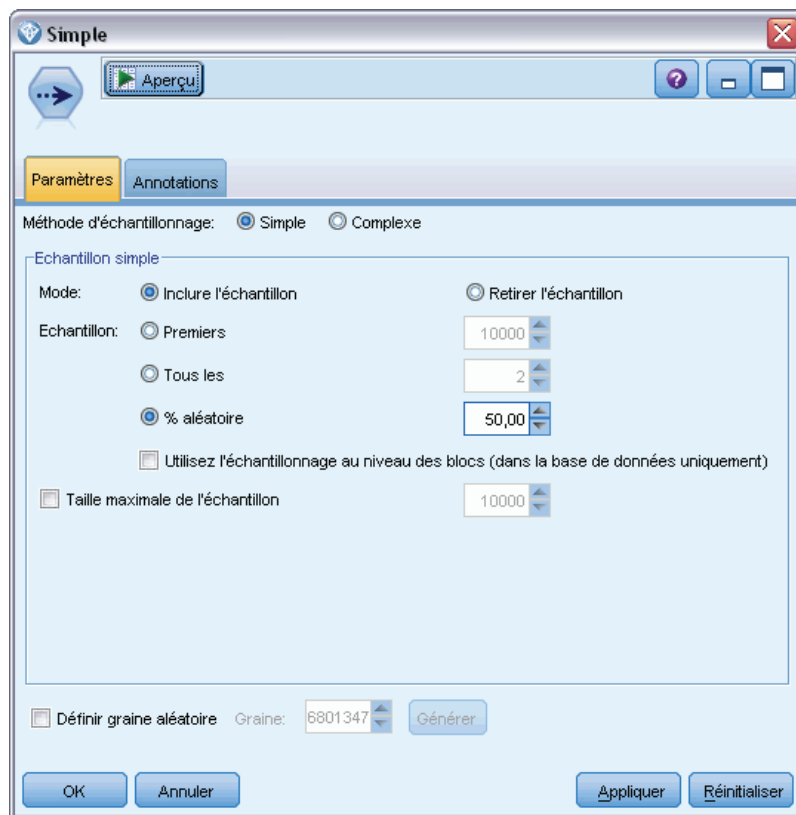 Simple
Aperçu
?
Paramètres Annotations
Méthode d'échantillonnage: Simple Complexe
Echantillon simple
Mode: Inclure l'échantillon Retirer l'échantillon
Echantillon: Premiers 10000
Tous les 2
% aléatoire 50,00
Utilisez l'échantillonnage au niveau des blocs (dans la base de données uniquement)
Taille maximale de l'échantillon 10000
Définir graine aléatoire Graine: 6801347 Générer
OK Annuler Appliquer Réinitialiser